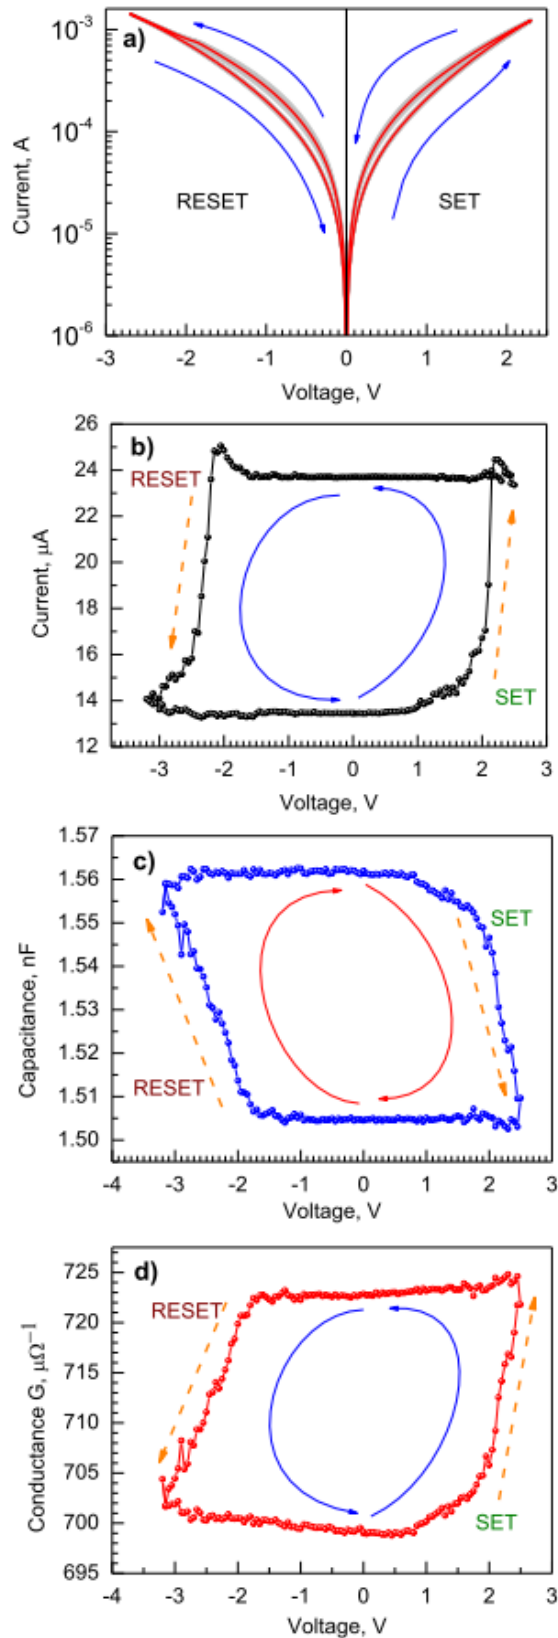 a)
Current, A
10⁻³
10⁻⁴
10⁻⁵
10⁻⁶
RESET
SET
-3 -2 -1 0 1 2
Voltage, V
b)
Current, µA
26
24
22
20
18
16
14
12
RESET
SET
-3 -2 -1 0 1 2 3
Voltage, V
c)
Capacitance, nF
1.57
1.56
1.55
1.54
1.53
1.52
1.51
1.50
SET
RESET
-4 -3 -2 -1 0 1 2 3
Voltage, V
d)
Conductance G, µΩ⁻¹
725
720
715
710
705
700
695
RESET
SET
-4 -3 -2 -1 0 1 2 3
Voltage, V